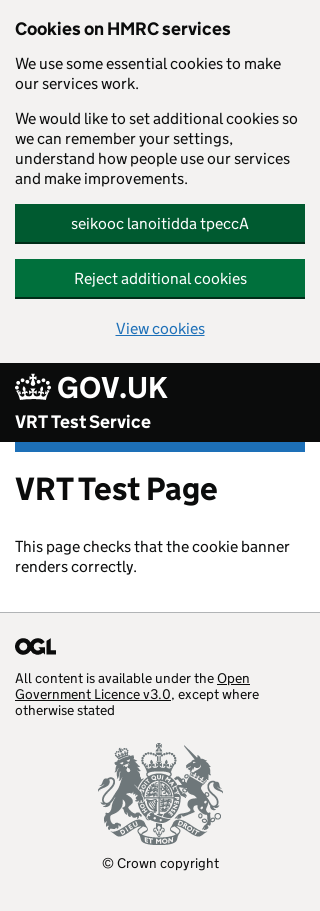 Cookies on HMRC services
We use some essential cookies to make
our services work.
We would like to set additional cookies so
we can remember your settings,
understand how people use our services
and make improvements.
seikooc lanoitidda tpeccA
Reject additional cookies
View cookies
GOV.UK
VRT Test Service
VRT Test Page
This page checks that the cookie banner
renders correctly.
OGL
All content is available under the Open
Government Licence v3.0, except where
otherwise stated
DIEU ET MON DROIT
© Crown copyright